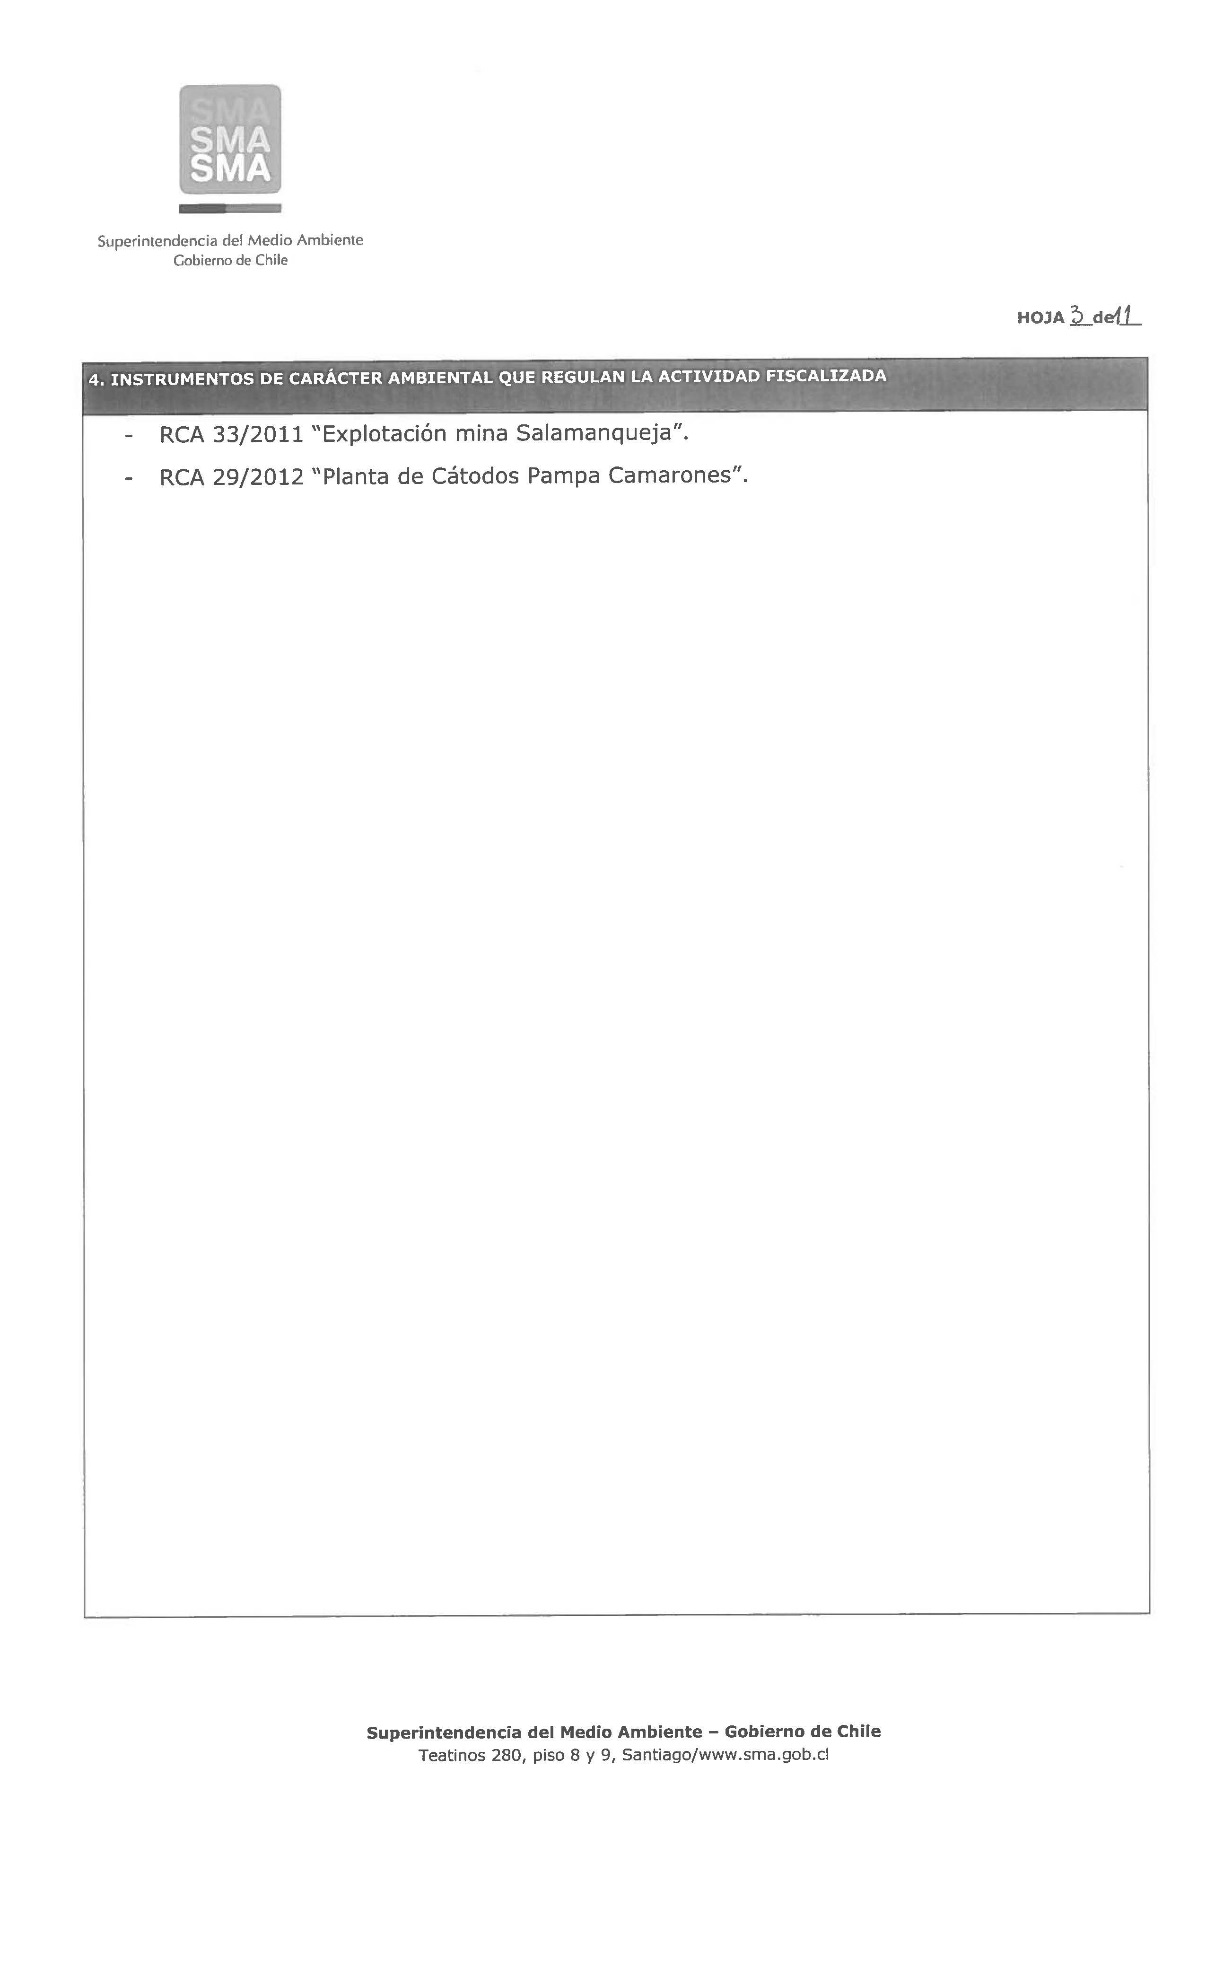 SMA
SMA
SMA
Superintendencia del Medio Ambiente
Gobierno de Chile
HOJA 3 de 11
4. INSTRUMENTOS DE CARÁCTER AMBIENTAL QUE REGULAN LA ACTIVIDAD FISCALIZADA
- RCA 33/2011 "Explotación mina Salamanqueja".
- RCA 29/2012 "Planta de Cátodos Pampa Camarones".
Superintendencia del Medio Ambiente – Gobierno de Chile
Teatinos 280, piso 8 y 9, Santiago/www.sma.gob.cl